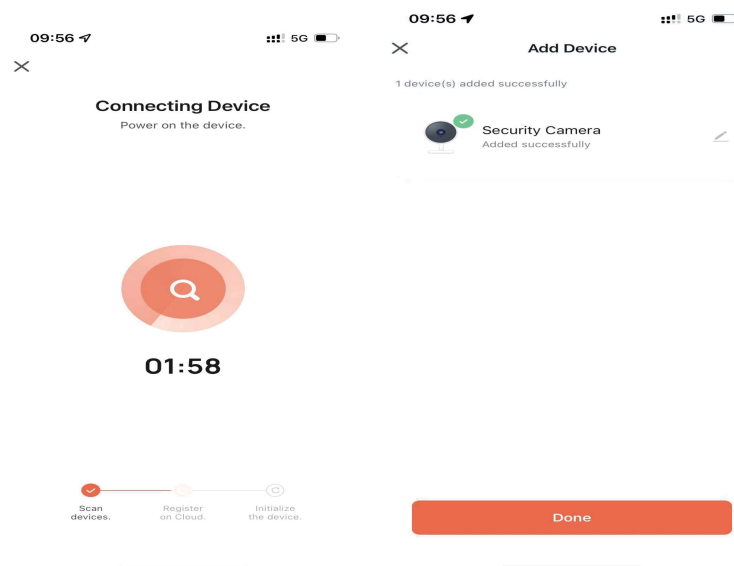 09:56
5G
Connecting Device
Power on the device.
01:58
Scan
devices.
Register
on Cloud.
Initialize
the device.
09:56
5G
Add Device
1 device(s) added successfully
Security Camera
Added successfully
Done